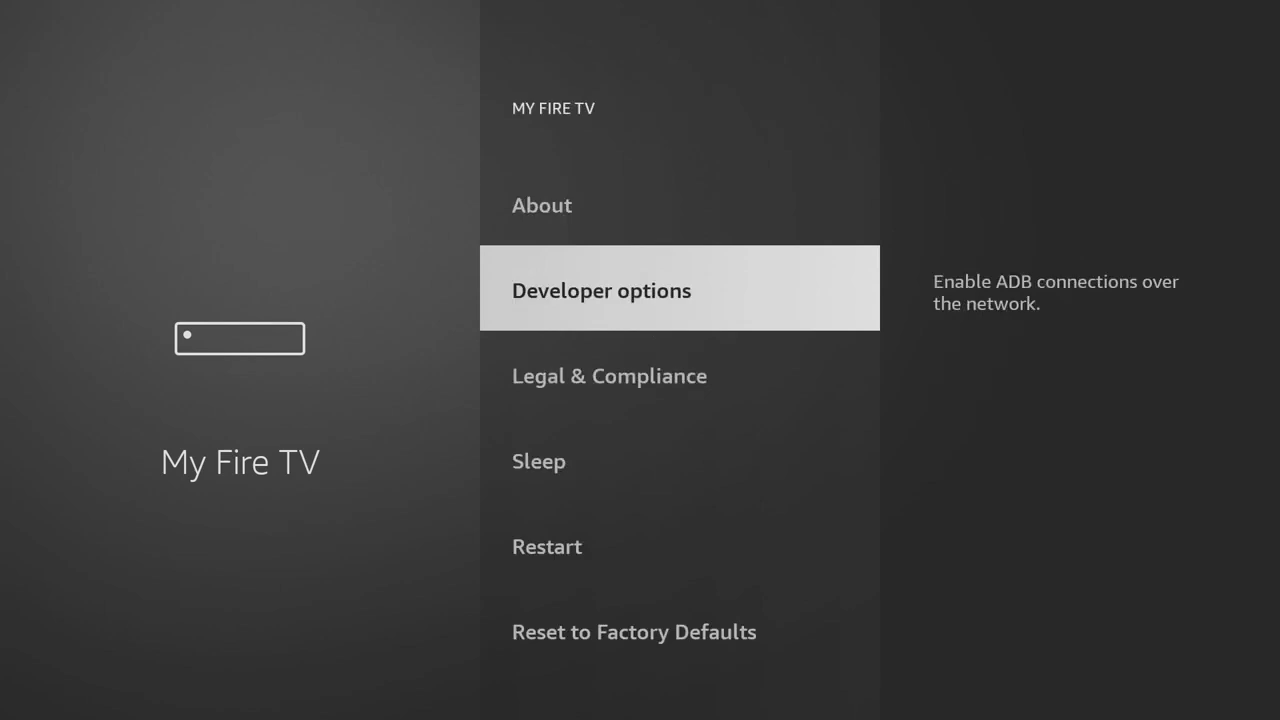 MY FIRE TV
About
Developer options
Enable ADB connections over
the network.
Legal & Compliance
My Fire TV
Sleep
Restart
Reset to Factory Defaults